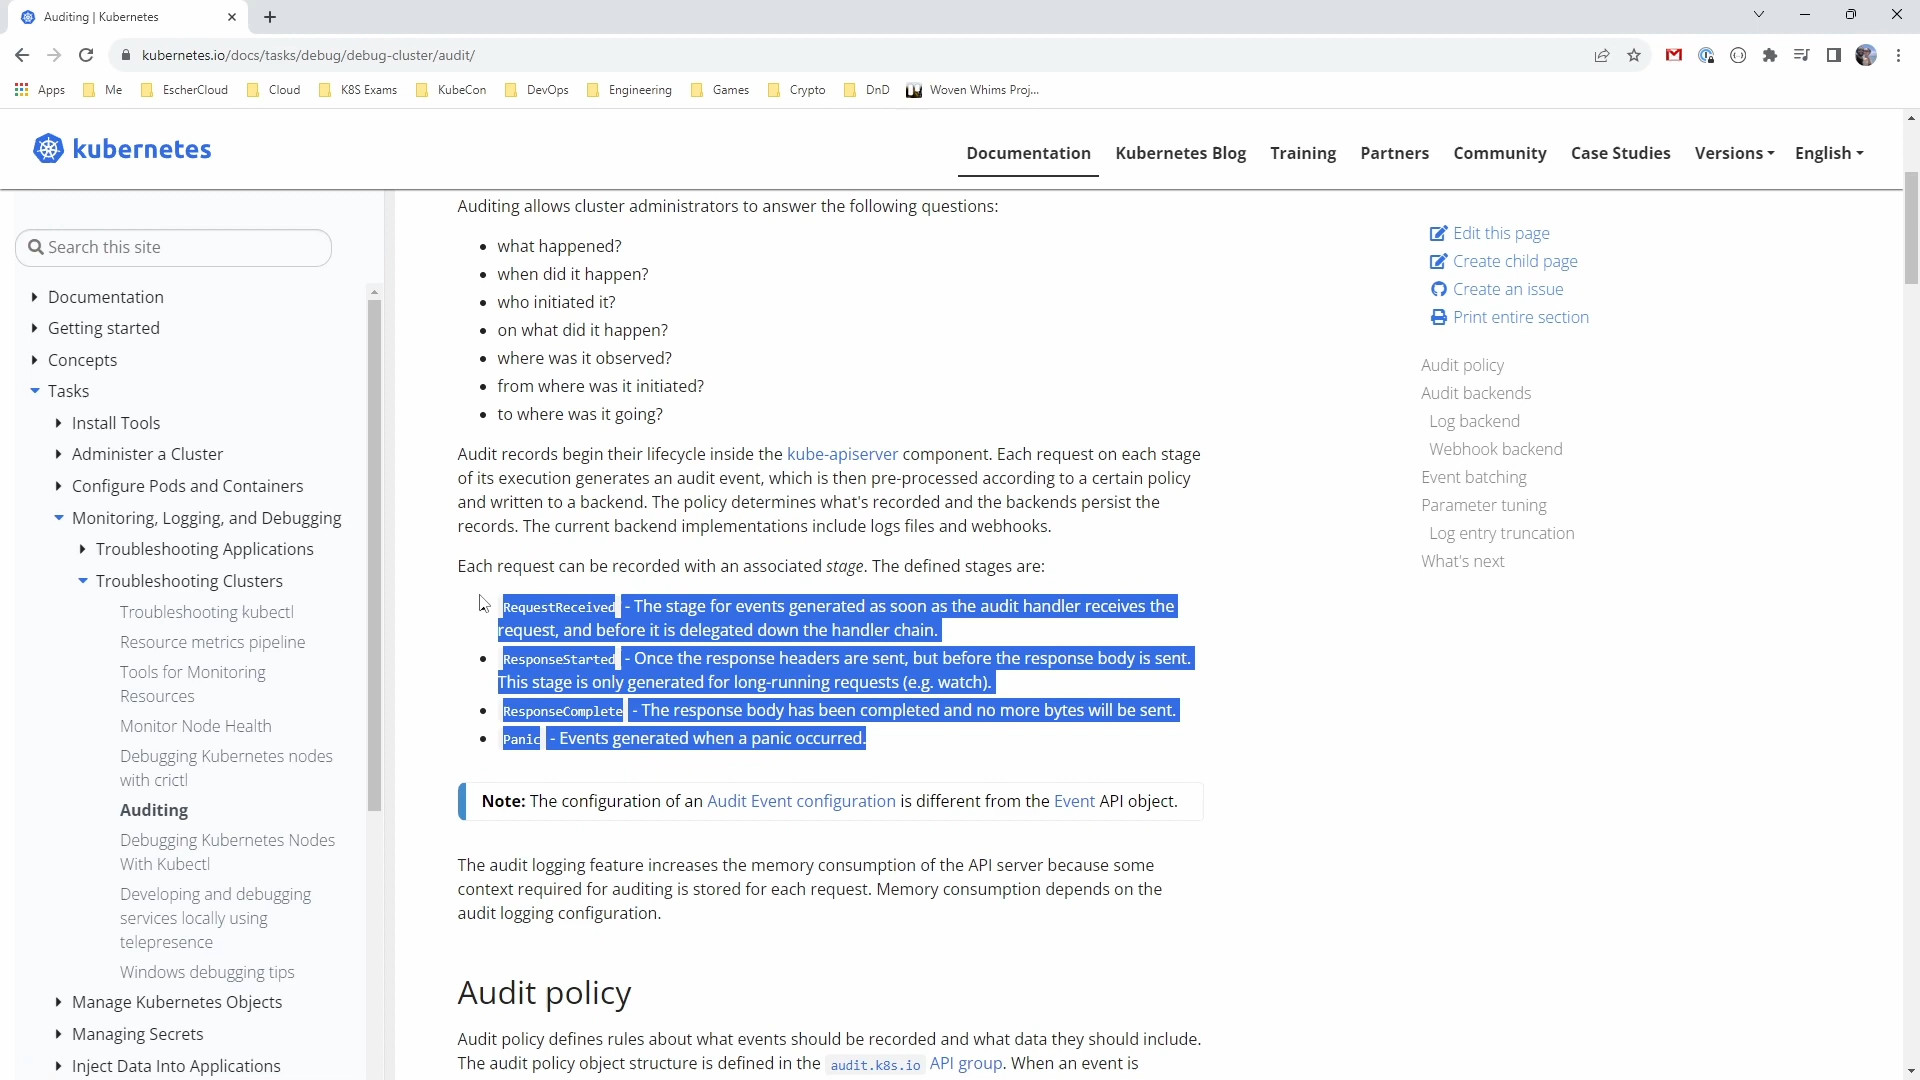 Auditing | Kubernetes
kubernetes.io/docs/tasks/debug/debug-cluster/audit/
Apps Me EscherCloud Cloud K8S Exams KubeCon DevOps Engineering Games Crypto DnD Woven Whims Proj...
kubernetes
Documentation Kubernetes Blog Training Partners Community Case Studies Versions English
Search this site
Documentation
Getting started
Concepts
Tasks
Install Tools
Administer a Cluster
Configure Pods and Containers
Monitoring, Logging, and Debugging
Troubleshooting Applications
Troubleshooting Clusters
Troubleshooting kubectl
Resource metrics pipeline
Tools for Monitoring
Resources
Monitor Node Health
Debugging Kubernetes nodes
with crictl
Auditing
Debugging Kubernetes Nodes
With Kubectl
Developing and debugging
services locally using
telepresence
Windows debugging tips
Manage Kubernetes Objects
Managing Secrets
Inject Data Into Applications
Auditing allows cluster administrators to answer the following questions:
what happened?
when did it happen?
who initiated it?
on what did it happen?
where was it observed?
from where was it initiated?
to where was it going?
Audit records begin their lifecycle inside the kube-apiserver component. Each request on each stage
of its execution generates an audit event, which is then pre-processed according to a certain policy
and written to a backend. The policy determines what's recorded and the backends persist the
records. The current backend implementations include logs files and webhooks.
Each request can be recorded with an associated stage. The defined stages are:
RequestReceived - The stage for events generated as soon as the audit handler receives the
request, and before it is delegated down the handler chain.
ResponseStarted - Once the response headers are sent, but before the response body is sent.
This stage is only generated for long-running requests (e.g. watch).
ResponseComplete - The response body has been completed and no more bytes will be sent.
Panic - Events generated when a panic occurred.
Note: The configuration of an Audit Event configuration is different from the Event API object.
The audit logging feature increases the memory consumption of the API server because some
context required for auditing is stored for each request. Memory consumption depends on the
audit logging configuration.
Audit policy
Audit policy defines rules about what events should be recorded and what data they should include.
The audit policy object structure is defined in the audit.k8s.io API group. When an event is
Edit this page
Create child page
Create an issue
Print entire section
Audit policy
Audit backends
Log backend
Webhook backend
Event batching
Parameter tuning
Log entry truncation
What's next